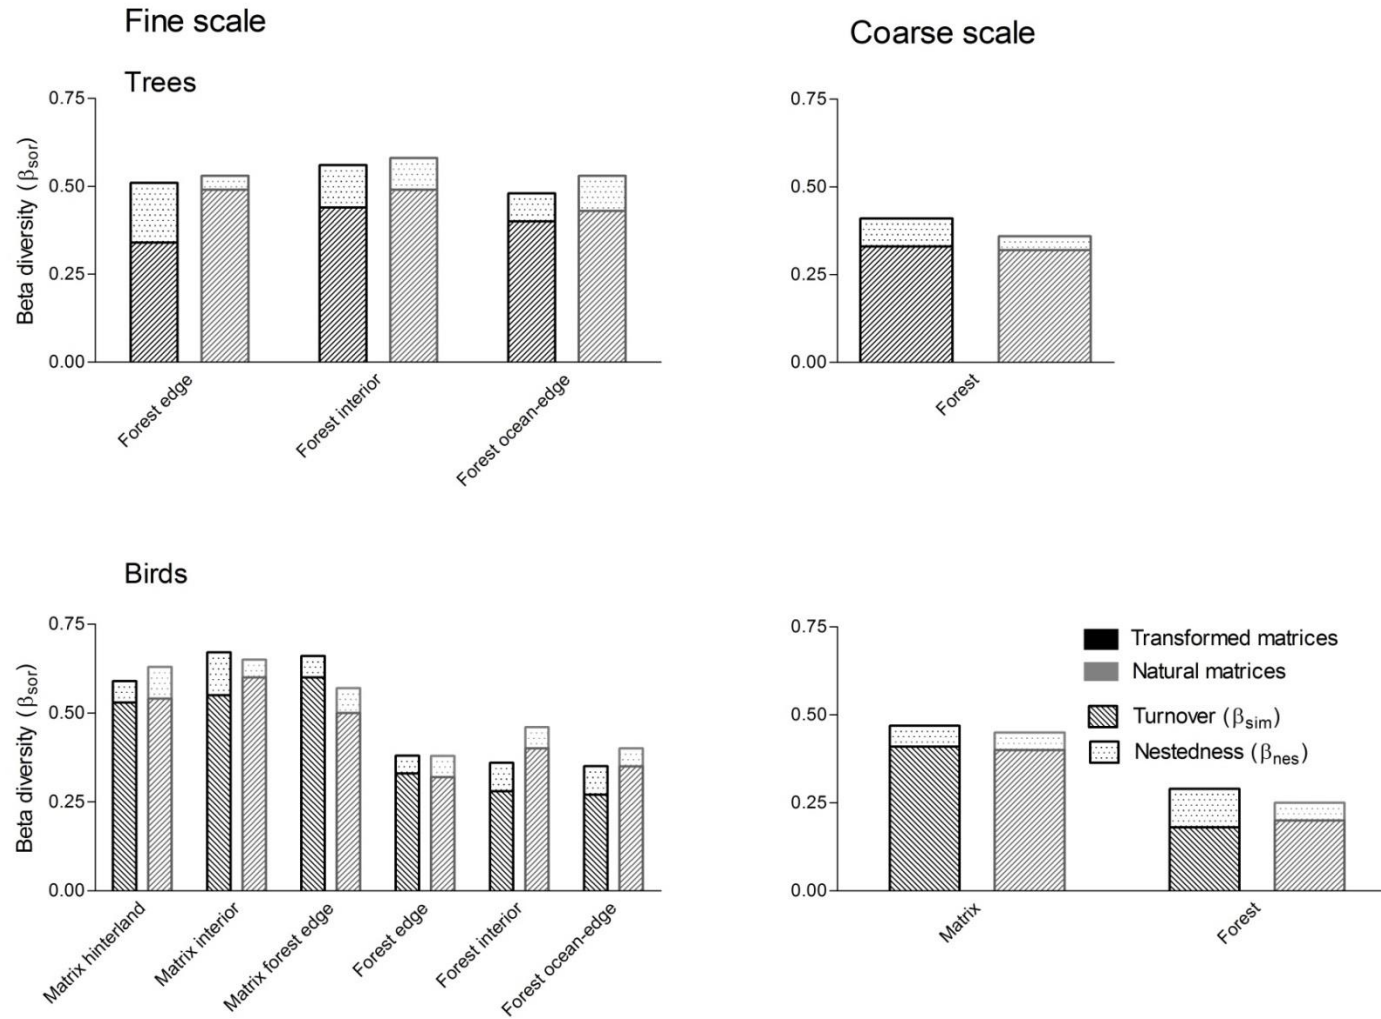 Fine scale
Coarse scale
Trees
0.75
0.50
0.25
0.00
Beta diversity (βsor)
Forest edge
Forest interior
Forest ocean-edge
0.75
0.50
0.25
0.00
Forest
Birds
0.75
0.50
0.25
0.00
Beta diversity (βsor)
Matrix hinterland
Matrix interior
Matrix forest edge
Forest edge
Forest interior
Forest ocean-edge
0.75
0.50
0.25
0.00
Matrix
Forest
Transformed matrices
Natural matrices
Turnover (βsim)
Nestedness (βnes)